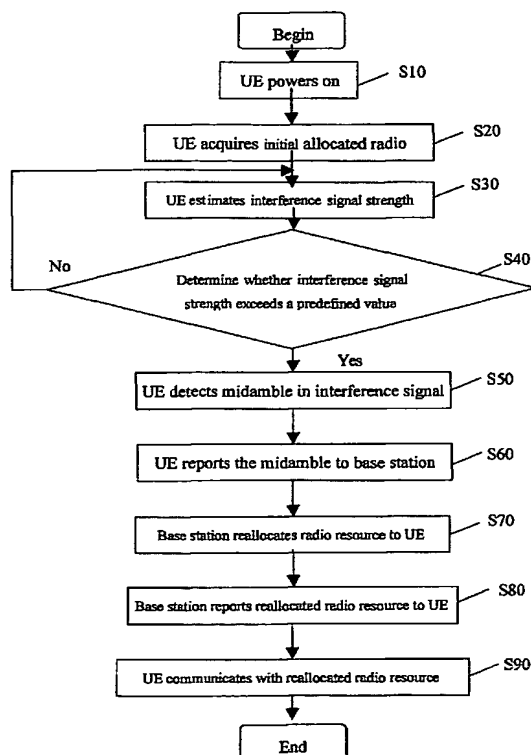 Begin
UE powers on
S10
UE acquires initial allocated radio
S20
UE estimates interference signal strength
S30
No
Determine whether interference signal
strength exceeds a predefined value
S40
Yes
UE detects midamble in interference signal
S50
UE reports the midamble to base station
S60
Base station reallocates radio resource to UE
S70
Base station reports reallocated radio resource to UE
S80
UE communicates with reallocated radio resource
S90
End